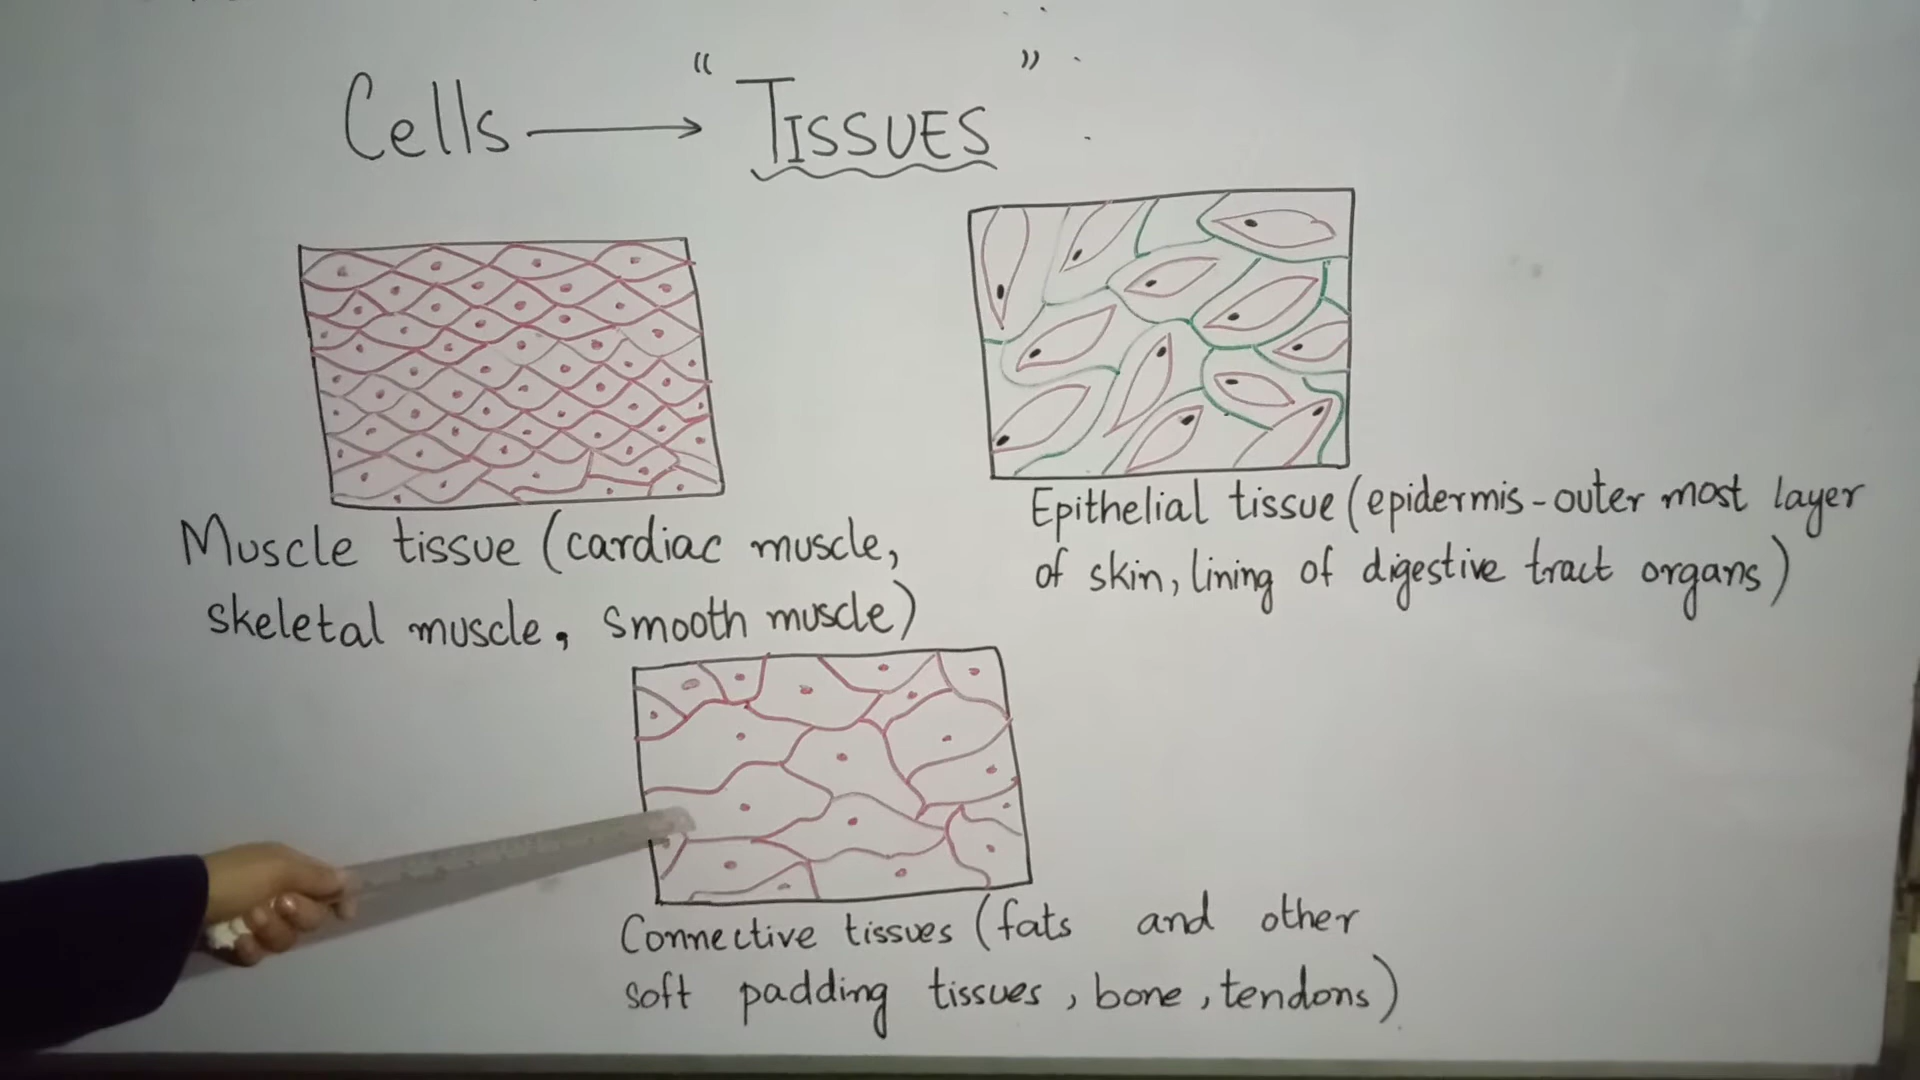 Cells → "TISSUES"
Muscle tissue (cardiac muscle,
skeletal muscle, smooth muscle)
Epithelial tissue (epidermis - outer most layer
of skin, lining of digestive tract organs)
Connective tissues (fats and other
soft padding tissues, bone, tendons)